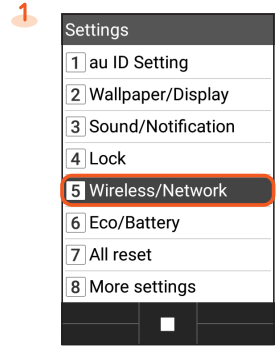 1
Settings
1 au ID Setting
2 Wallpaper/Display
3 Sound/Notification
4 Lock
5 Wireless/Network
6 Eco/Battery
7 All reset
8 More settings